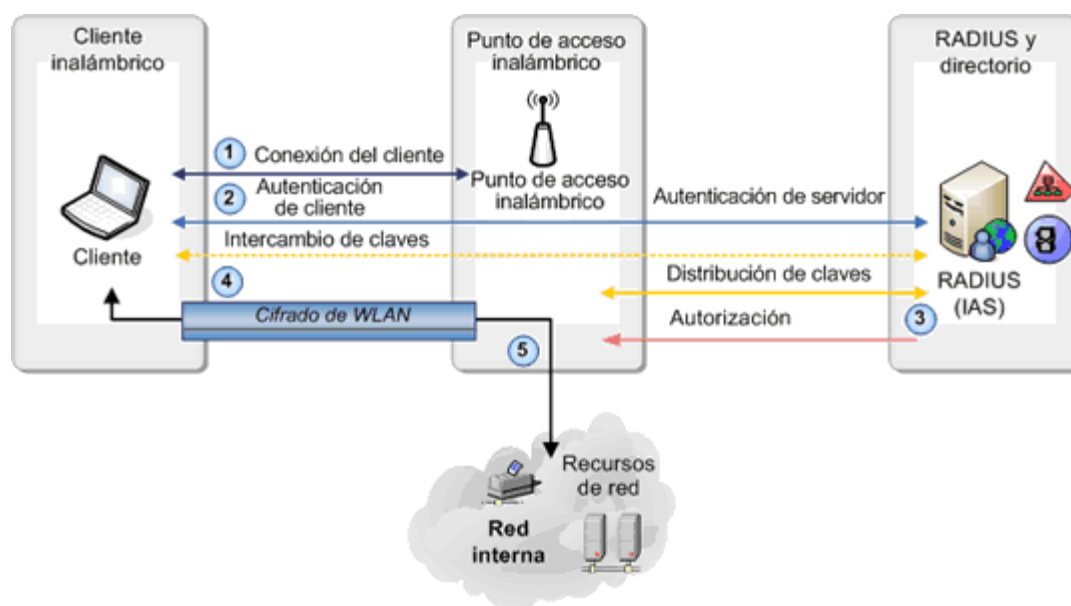 Cliente
inalámbrico
Punto de acceso
inalámbrico
RADIUS y
directorio
1
Conexión del cliente
Punto de acceso
inalámbrico
2
Autenticación
de cliente
Autenticación de servidor
Intercambio de claves
Cliente
Distribución de claves
RADIUS
(IAS)
4
Cifrado de WLAN
Autorización
3
5
Recursos
de red
Red
interna